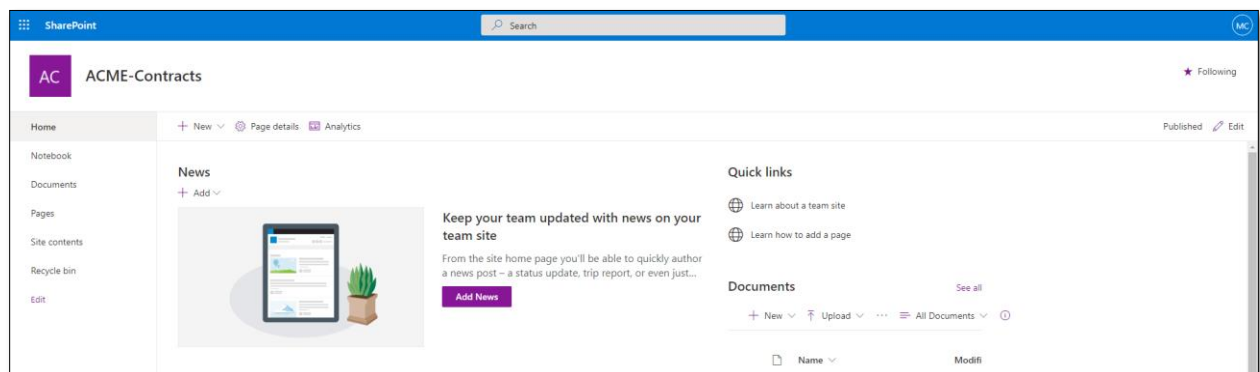 SharePoint
Search
MC
AC
ACME-Contracts
Following
Home
Notebook
Documents
Pages
Site contents
Recycle bin
Edit
New
Page details
Analytics
Published
Edit
News
Add
Keep your team updated with news on your
team site
From the site home page you'll be able to quickly author
a news post – a status update, trip report, or even just...
Add News
Quick links
Learn about a team site
Learn how to add a page
Documents
See all
New
Upload
All Documents
Name
Modifi